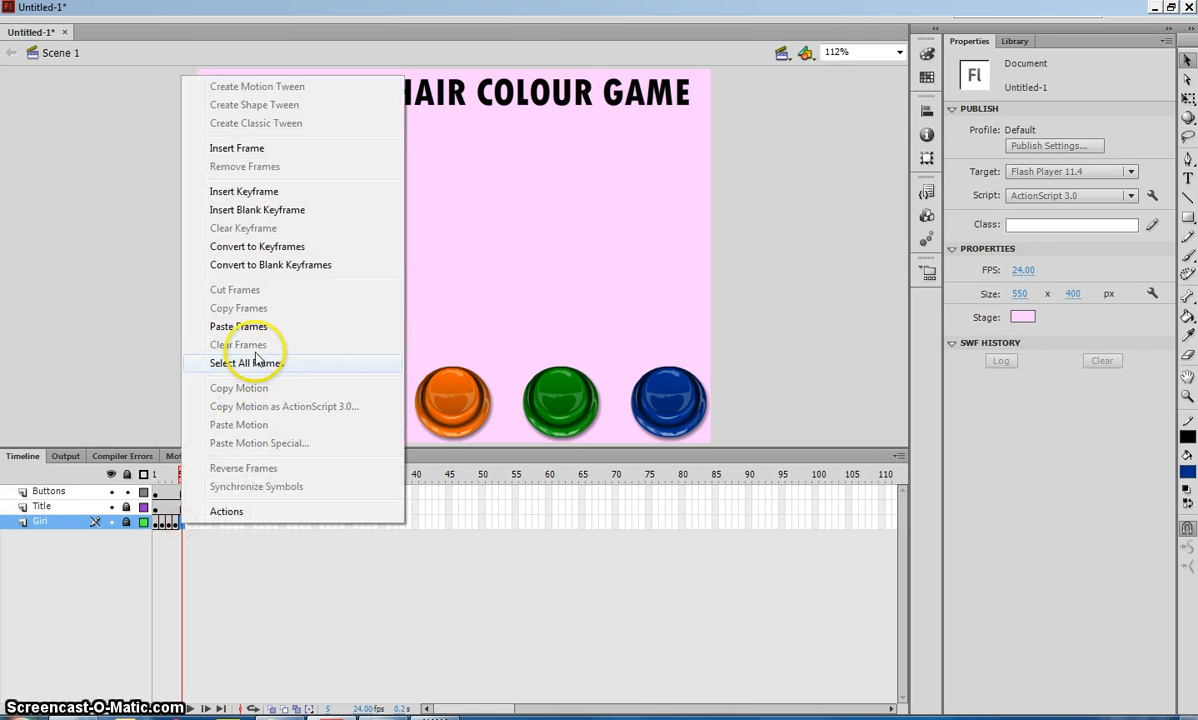 Untitled-1*
Untitled-1* ×
Scene 1
112%
HAIR COLOUR GAME
Create Motion Tween
Create Shape Tween
Create Classic Tween
Insert Frame
Remove Frames
Insert Keyframe
Insert Blank Keyframe
Clear Keyframe
Convert to Keyframes
Convert to Blank Keyframes
Cut Frames
Copy Frames
Paste Frames
Clear Frames
Select All Frames
Copy Motion
Copy Motion as ActionScript 3.0...
Paste Motion
Paste Motion Special...
Reverse Frames
Synchronize Symbols
Actions
Properties Library
Fl
Document
Untitled-1
PUBLISH
Profile: Default
Publish Settings...
Target: Flash Player 11.4
Script: ActionScript 3.0
Class:
PROPERTIES
FPS: 24.00
Size: 550 x 400 px
Stage:
SWF HISTORY
Log Clear
Timeline Output Compiler Errors
1 40 45 50 55 60 65 70 75 80 85 90 95 100 105 110
Buttons
Title
Girl
5 24.00 fps 0.2 s
Screencast-O-Matic.com